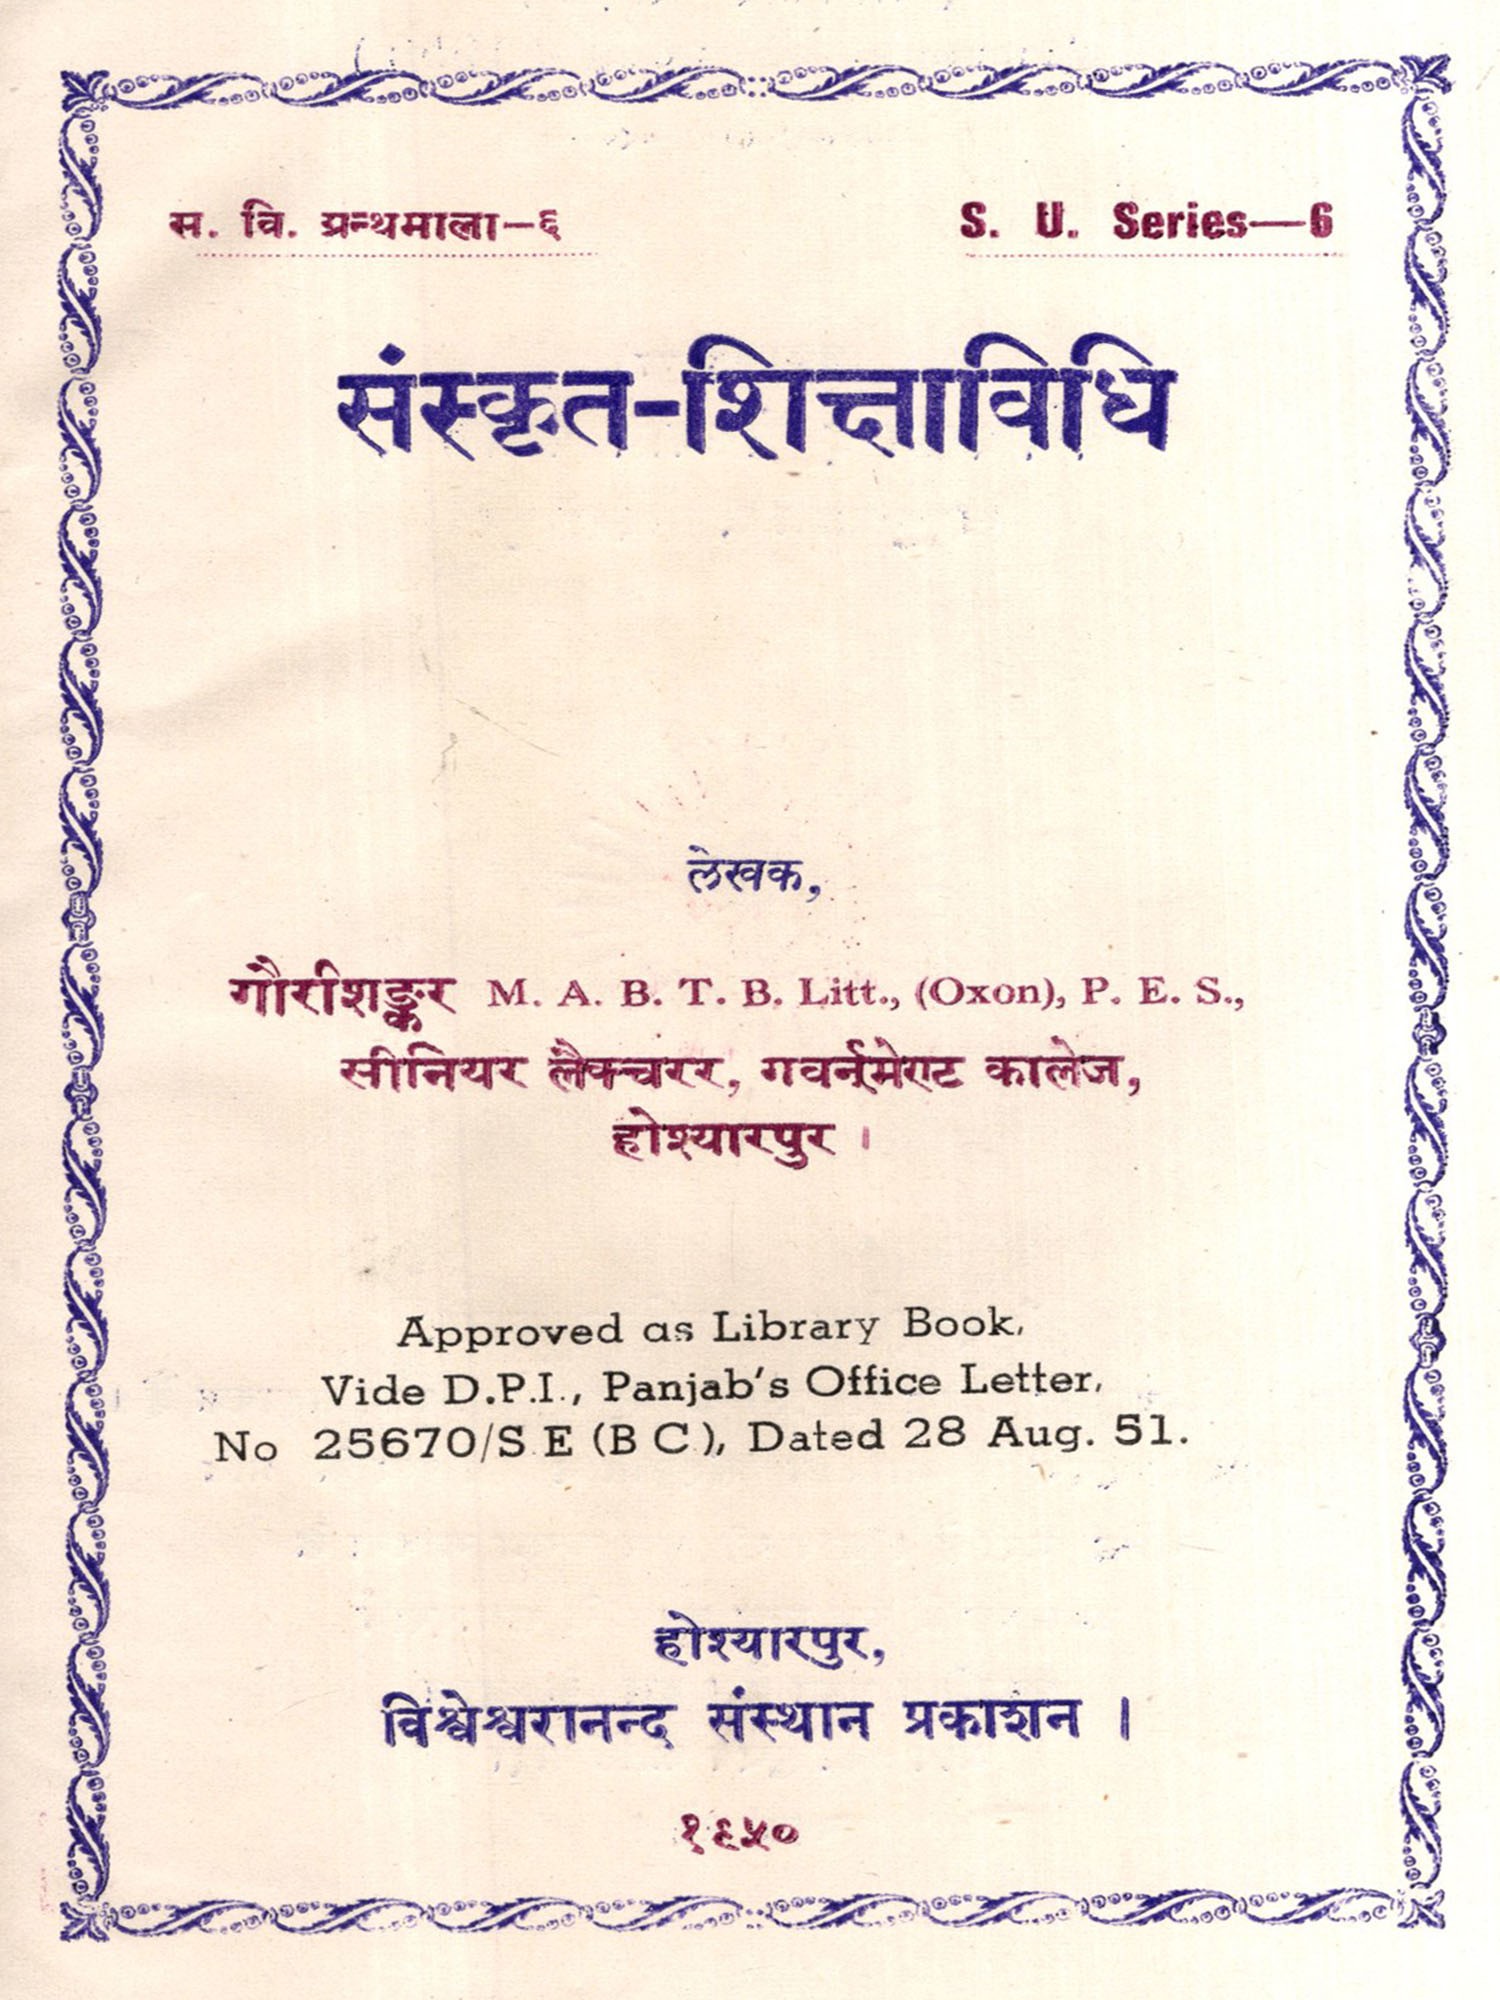 स. वि. ग्रन्थमाला—६
S. U. Series—6
संस्कृत-शिक्षाविधि
लेखक,
गौरीशङ्कर M. A. B. T. B. Litt., (Oxon), P. E. S.,
सीनियर लैक्चरर, गवर्नमेण्ट कालेज,
होश्यारपुर ।
Approved as Library Book,
Vide D.P.I., Panjab's Office Letter,
No 25670/S.E (B C), Dated 28 Aug. 51.
होश्यारपुर,
विश्वेश्वरानन्द संस्थान प्रकाशन ।
१९५०